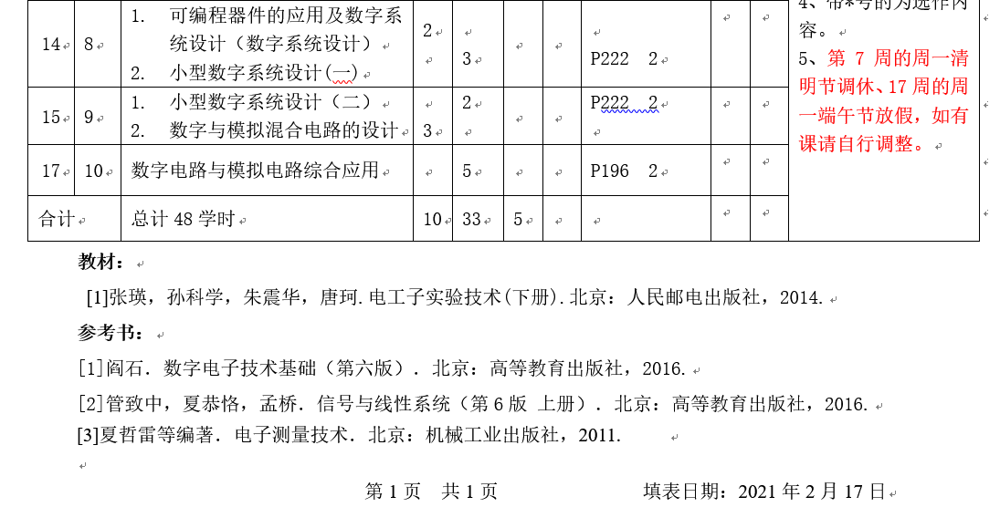 4、带*号的为选作内
容。
5、第 7 周的周一清
明节调休、17 周的周
一端午节放假，如有
课请自行调整。
14 8 1. 可编程器件的应用及数字系 2
统设计（数字系统设计） 3 P222 2
2. 小型数字系统设计(一)
15 9 1. 小型数字系统设计（二） 2 P222 2
2. 数字与模拟混合电路的设计 3
17 10 数字电路与模拟电路综合应用 5 P196 2
合计 总计 48 学时 10 33 5
教材：
[1]张瑛，孙科学，朱震华，唐珂.电工子实验技术(下册).北京：人民邮电出版社，2014.
参考书：
[1]阎石．数字电子技术基础（第六版）．北京：高等教育出版社，2016.
[2]管致中，夏恭恪，孟桥．信号与线性系统（第 6 版 上册）．北京：高等教育出版社，2016.
[3]夏哲雷等编著．电子测量技术．北京：机械工业出版社，2011.
第 1 页 共 1 页 填表日期：2021 年 2 月 17 日